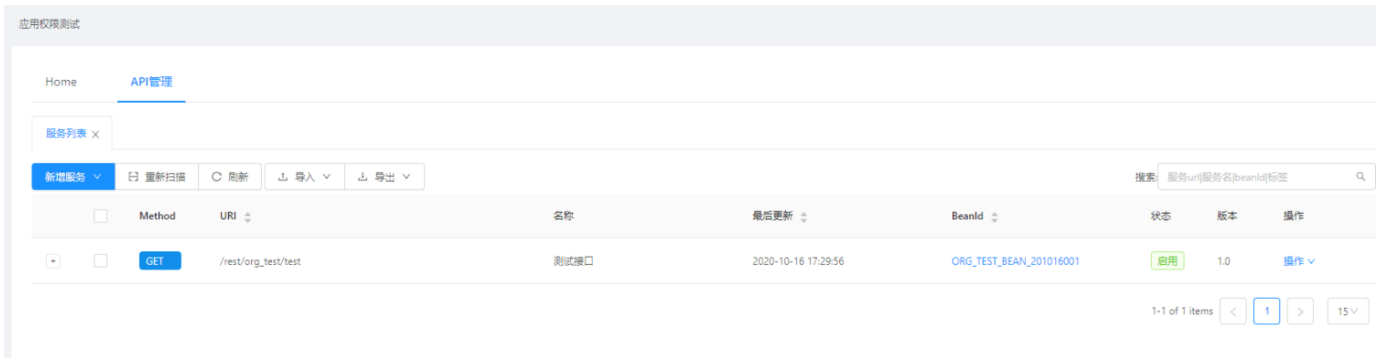 应用权限测试
Home API管理
服务列表
新增服务 重新扫描 刷新 导入 导出 搜索: 服务url|服务名|beanId|标签
Method URI 名称 最后更新 BeanId 状态 版本 操作
GET /rest/org_test/test 测试接口 2020-10-16 17:29:56 ORG_TEST_BEAN_201016001 启用 1.0 操作
1-1 of 1 items < 1 > 15